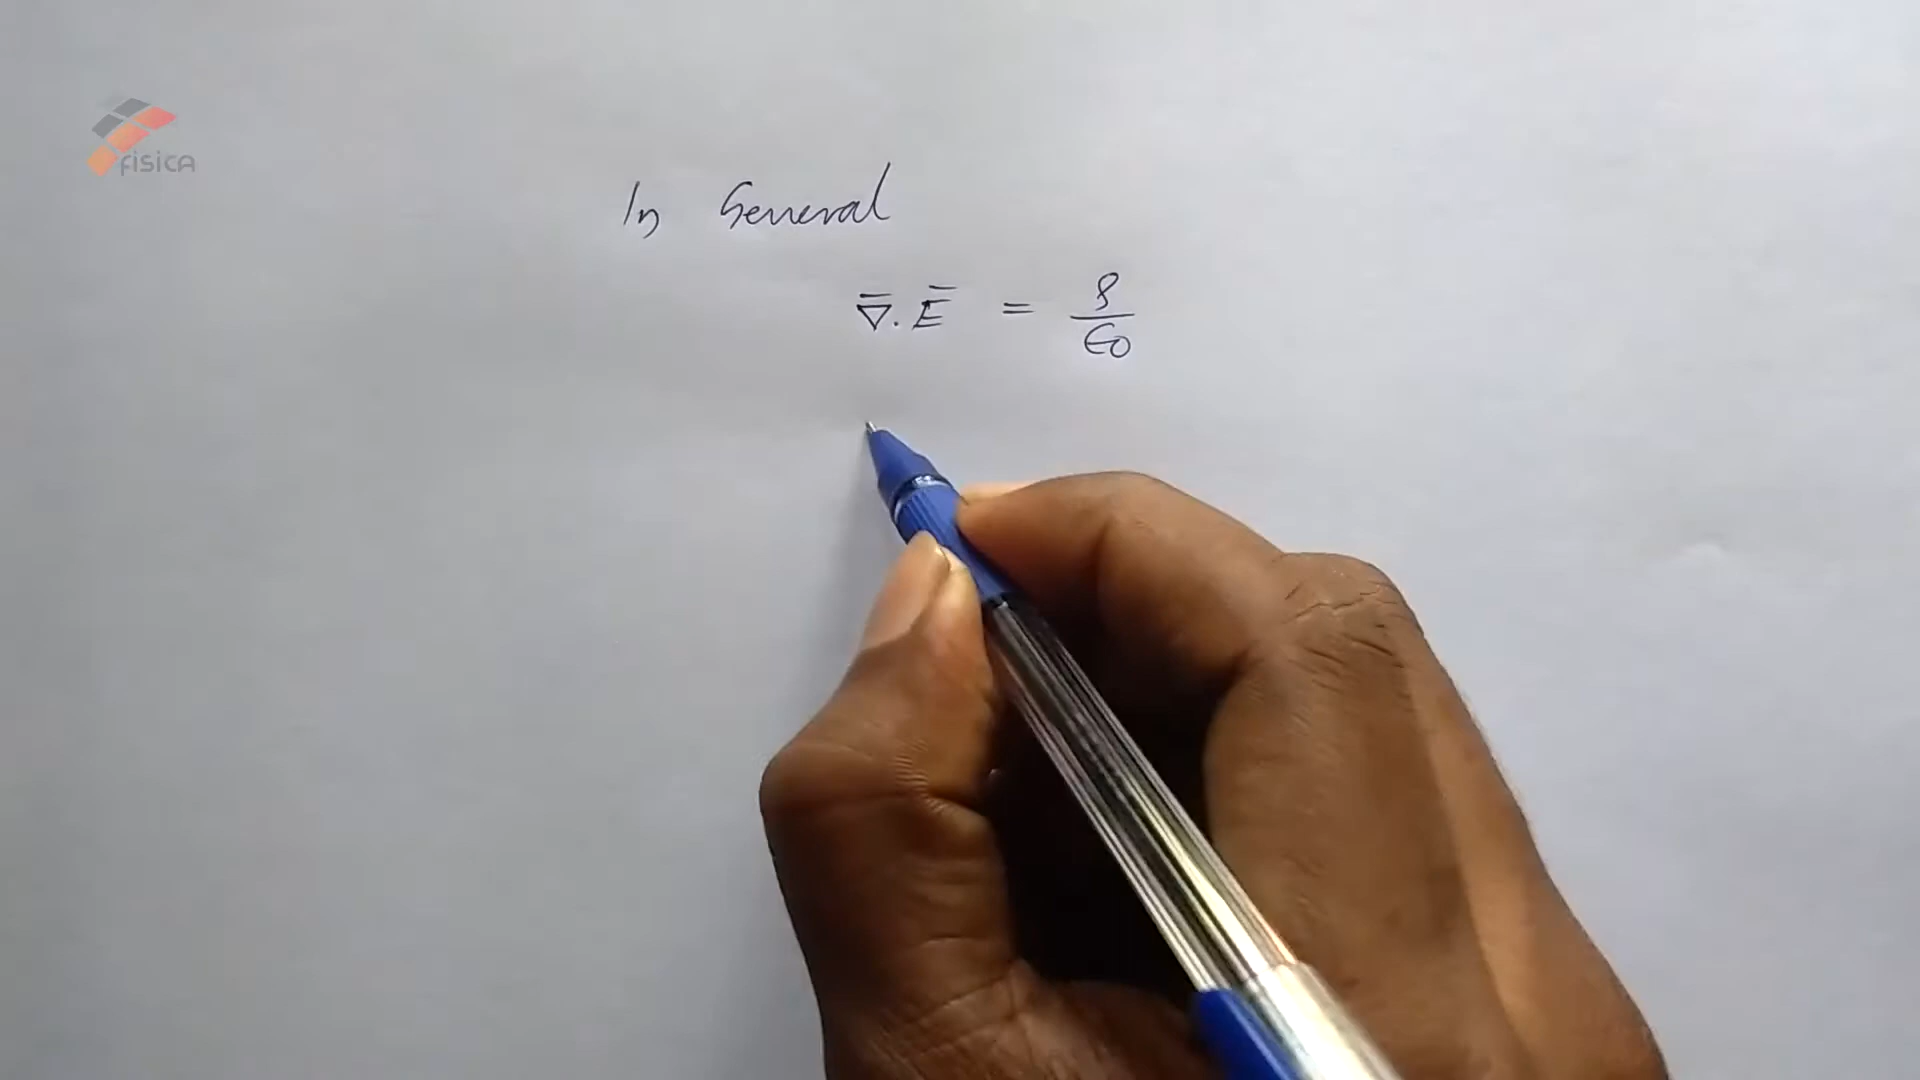 fisica
In General
∇̅ . E̅ = ρ/ϵ0